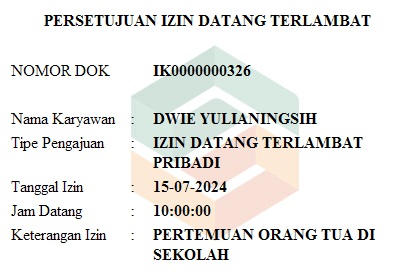 PERSETUJUAN IZIN DATANG TERLAMBAT
NOMOR DOK IK0000000326
Nama Karyawan : DWIE YULIANINGSIH
Tipe Pengajuan : IZIN DATANG TERLAMBAT
PRIBADI
Tanggal Izin : 15-07-2024
Jam Datang : 10:00:00
Keterangan Izin : PERTEMUAN ORANG TUA DI
SEKOLAH